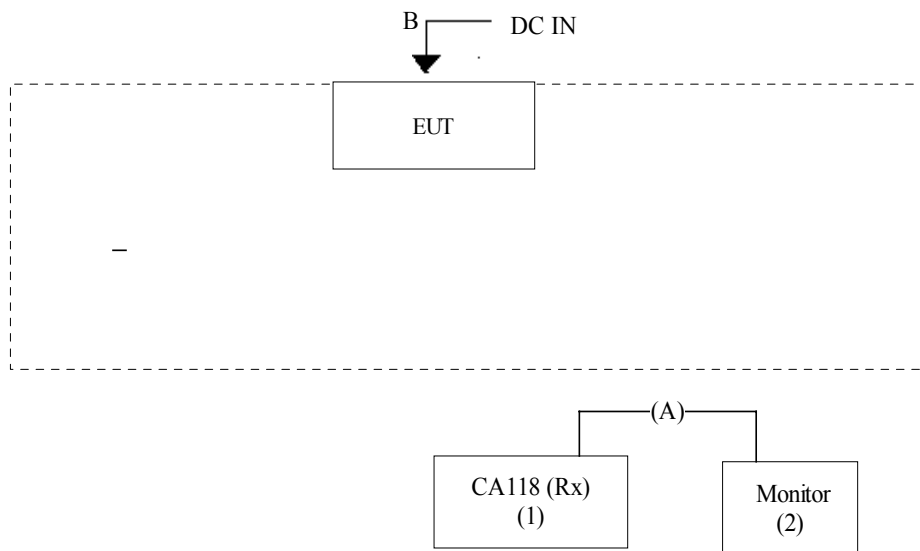 B
DC IN
EUT
(A)
CA118 (Rx)
(1)
Monitor
(2)